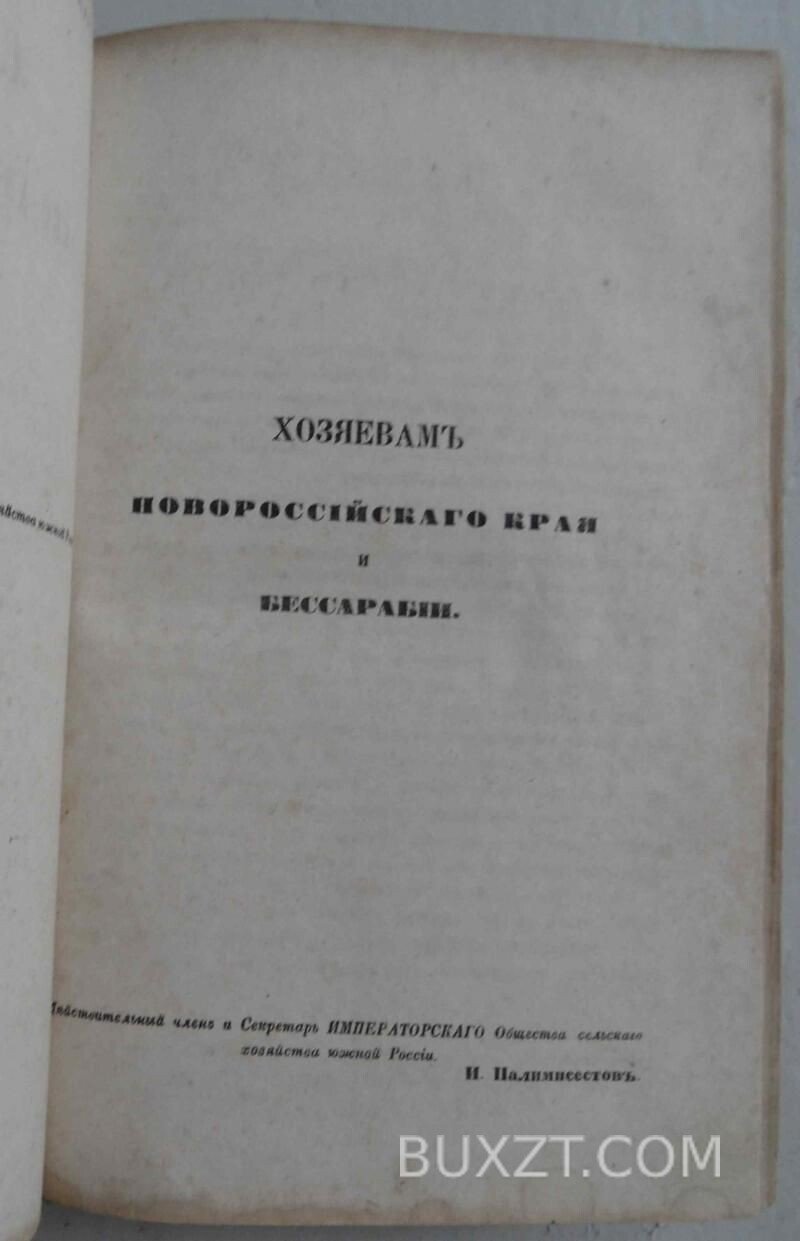 ХОЗЯЕВАМЪ
НОВОРОССІЙСКАГО КРАЯ
и
БЕССАРАБІИ.
Дѣйствительный членъ и Секретарь ИМПЕРАТОРСКАГО Общества сельскаго
хозяйства южной Россіи.
И. Палимпсестовъ.
BUXZT.COM